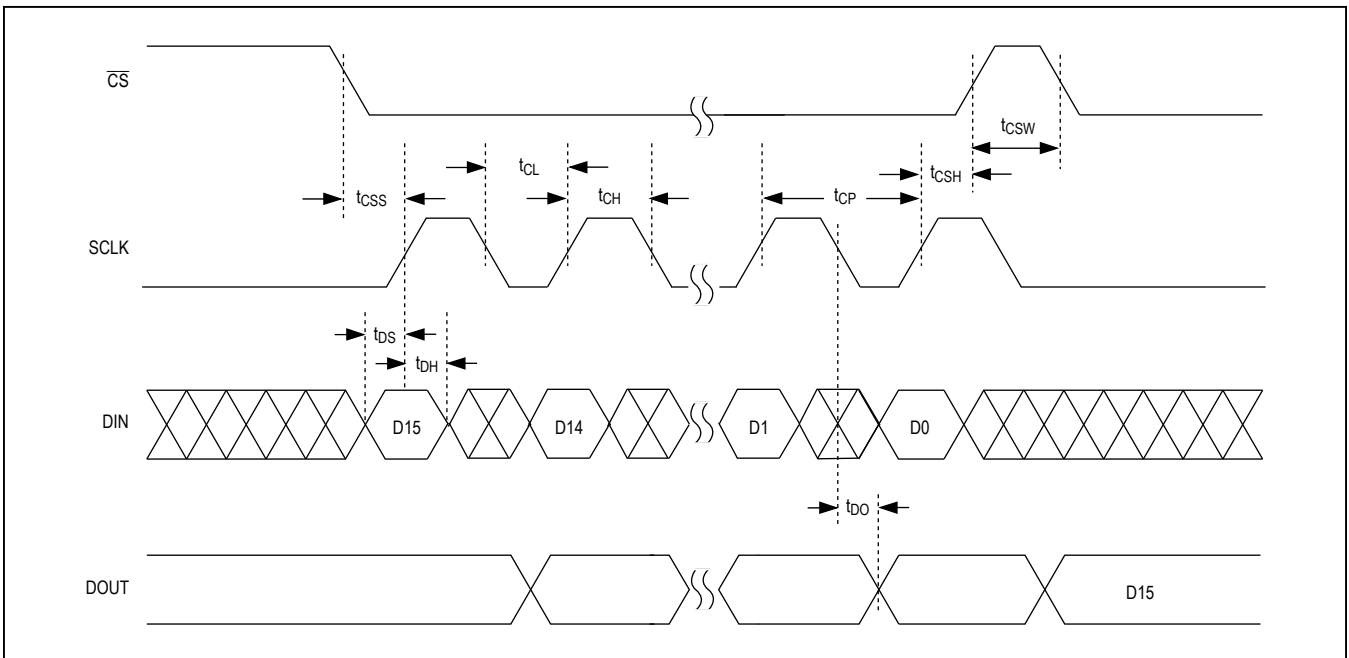 CS
tCSW
tCL
tCSH
tCSS
tCH
tCP
SCLK
tDS
tDH
DIN
D15
D14
D1
D0
tDO
DOUT
D15